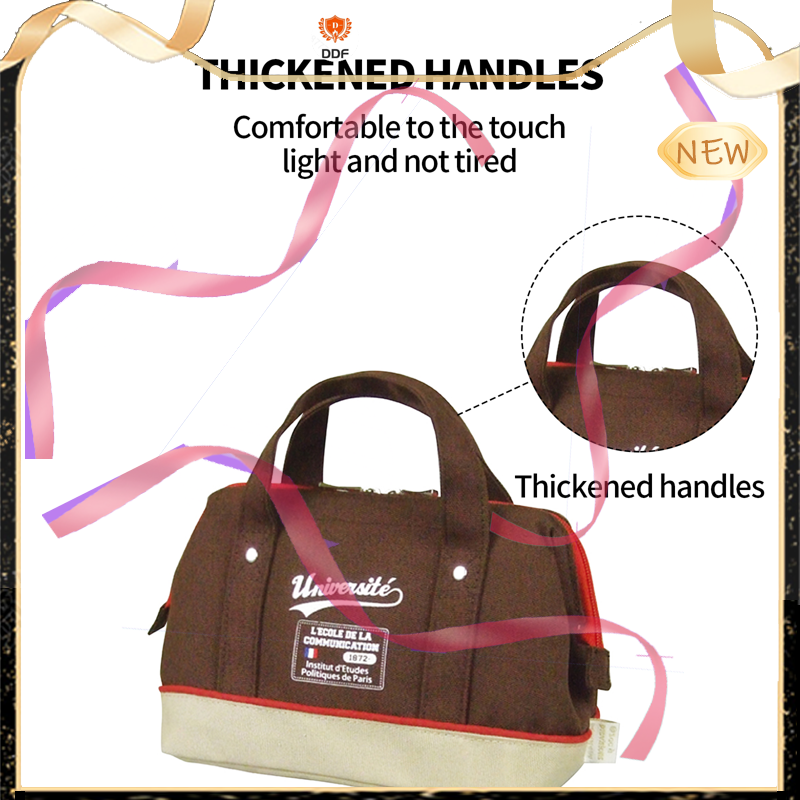 DDF
THICKENED HANDLES
Comfortable to the touch
light and not tired
NEW
Thickened handles
Université
L'ECOLE DE LA
COMMUNICATION
1872
Institut d'Etudes
Politiques de Paris